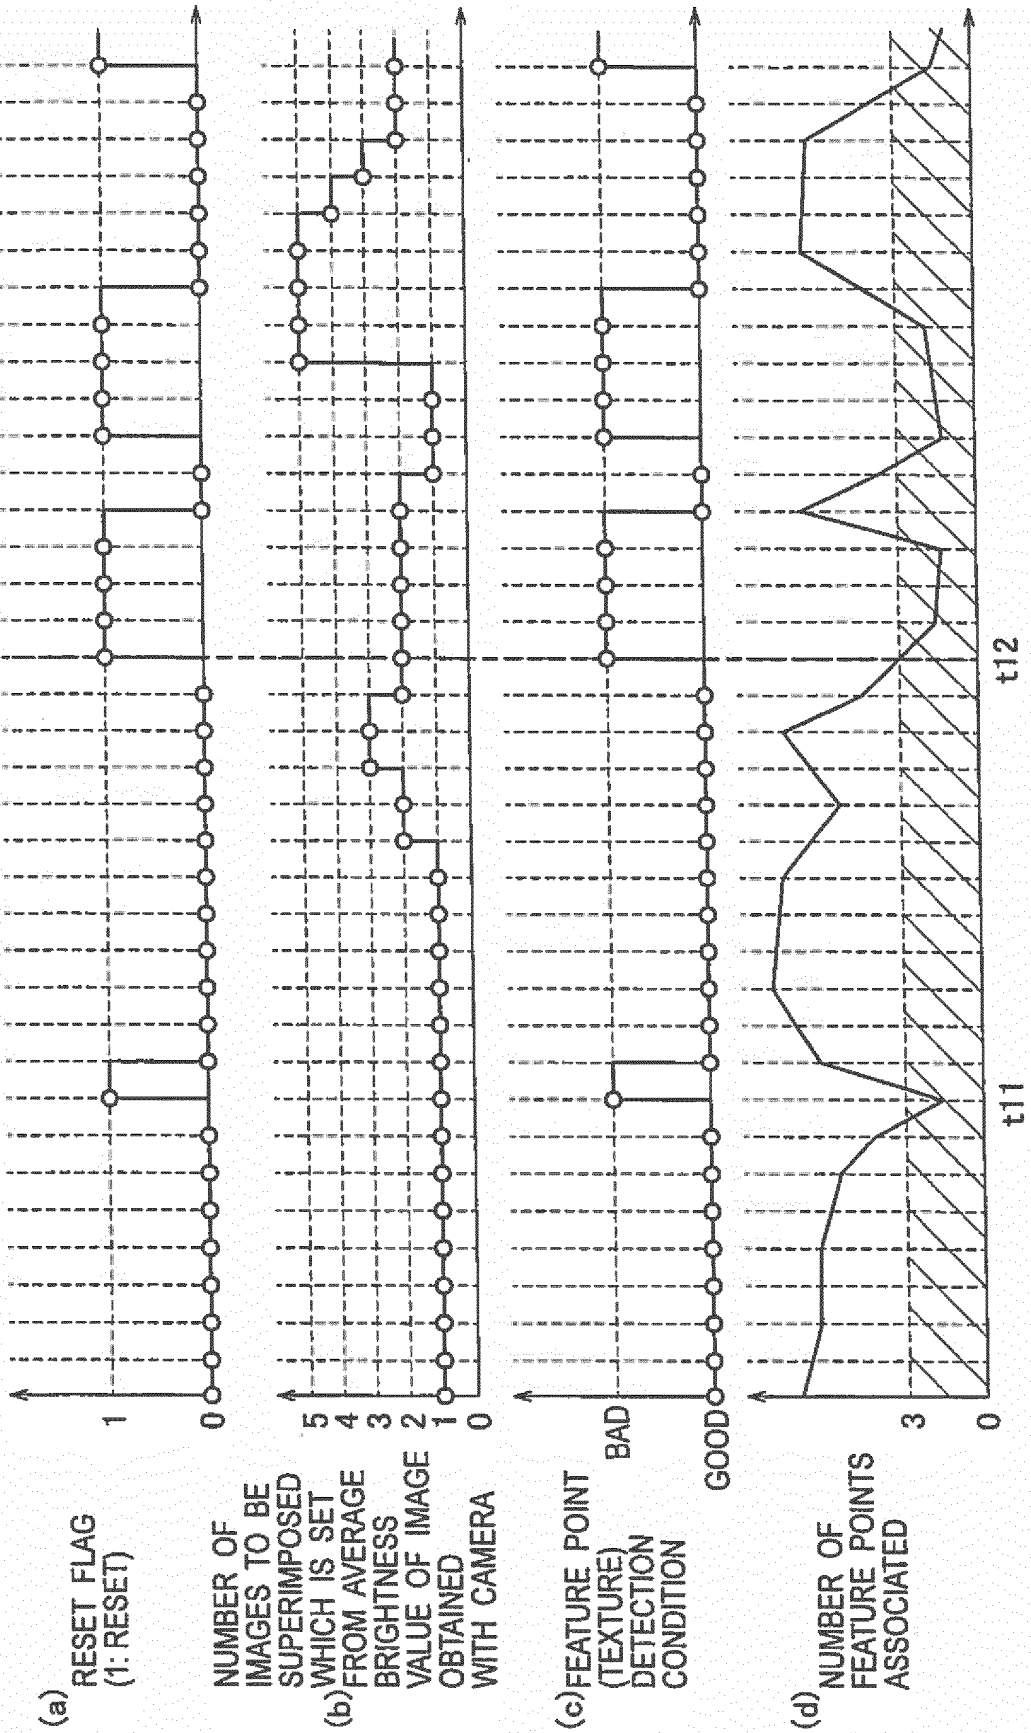 (a)
RESET FLAG
(1: RESET)
1
0
(b)
NUMBER OF
IMAGES TO BE
SUPERIMPOSED
WHICH IS SET
FROM AVERAGE
BRIGHTNESS
VALUE OF IMAGE
OBTAINED
WITH CAMERA
5
4
3
2
1
0
(c)
FEATURE POINT
(TEXTURE)
DETECTION
CONDITION
BAD
GOOD
(d)
NUMBER OF
FEATURE POINTS
ASSOCIATED
3
0
t11
t12